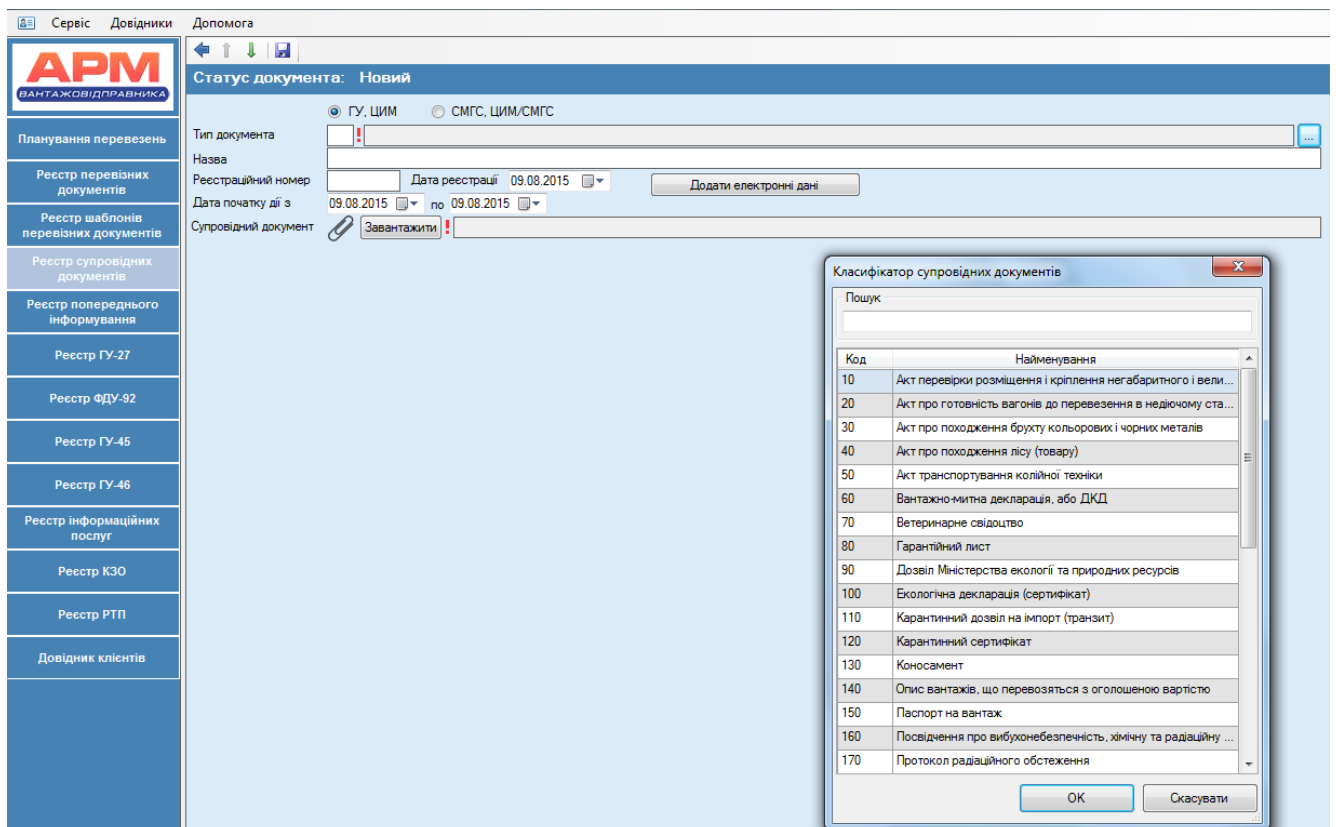 Сервіс Довідники Допомога
АРМ
ВАНТАЖОВІДПРАВНИКА
Статус документа: Новий
ГУ, ЦИМ СМГС, ЦИМ/СМГС
Тип документа ! ...
Назва
Реєстраційний номер Дата реєстрації 09.08.2015 Додати електронні дані
Дата початку дії з 09.08.2015 по 09.08.2015
Супровідний документ Завантажити !
Планування перевезень
Реєстр перевізних
документів
Реєстр шаблонів
перевізних документів
Реєстр супровідних
документів
Реєстр попереднього
інформування
Реєстр ГУ-27
Реєстр ФДУ-92
Реєстр ГУ-45
Реєстр ГУ-46
Реєстр інформаційних
послуг
Реєстр КЗО
Реєстр РТП
Довідник клієнтів
Класифікатор супровідних документів
Пошук
Код Найменування
10 Акт перевірки розміщення і кріплення негабаритного і вели...
20 Акт про готовність вагонів до перевезення в недіючому ста...
30 Акт про походження брухту кольорових і чорних металів
40 Акт про походження лісу (товару)
50 Акт транспортування колійної техніки
60 Вантажно-митна декларація, або ДКД
70 Ветеринарне свідоцтво
80 Гарантійний лист
90 Дозвіл Міністерства екології та природних ресурсів
100 Екологічна декларація (сертифікат)
110 Карантинний дозвіл на імпорт (транзит)
120 Карантинний сертифікат
130 Коносамент
140 Опис вантажів, що перевозяться з оголошеною вартістю
150 Паспорт на вантаж
160 Посвідчення про вибухонебезпечність, хімічну та радіаційну ...
170 Протокол радіаційного обстеження
OK Скасувати